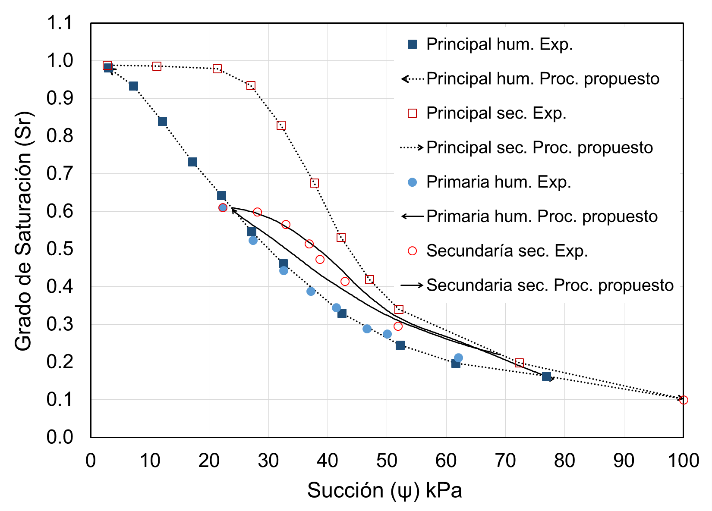 1.1
1.0
0.9
0.8
0.7
0.6
0.5
0.4
0.3
0.2
0.1
0.0
Grado de Saturación (Sr)
Principal hum. Exp.
Principal hum. Proc. propuesto
Principal sec. Exp.
Principal sec. Proc. propuesto
Primaria hum. Exp.
Primaria hum. Proc. propuesto
Secundaría sec. Exp.
Secundaria sec. Proc. propuesto
0 10 20 30 40 50 60 70 80 90 100
Succión (ψ) kPa